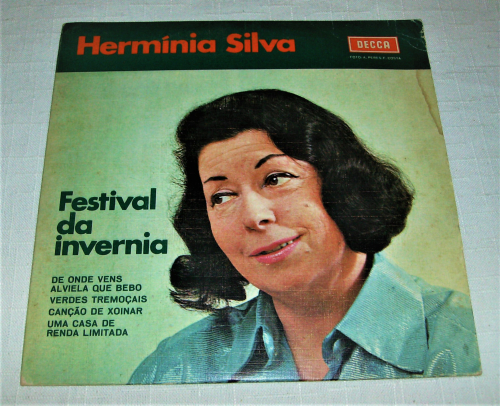 Hermínia Silva
DECCA
Festival
da
invernia
DE ONDE VENS
ALVIELA QUE BEBO
VERDES TREMOÇAIS
CANÇÃO DE XOINAR
UMA CASA DE
RENDA LIMITADA